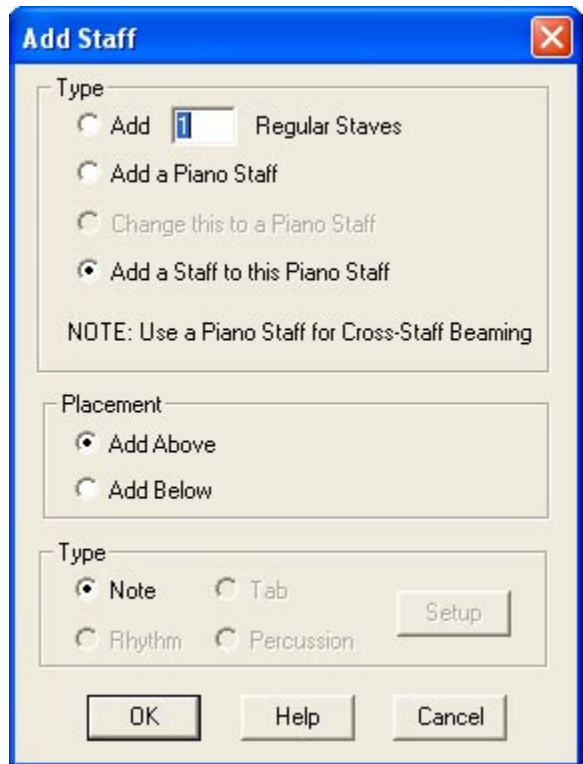 Add Staff
Type
Add 1 Regular Staves
Add a Piano Staff
Change this to a Piano Staff
Add a Staff to this Piano Staff
NOTE: Use a Piano Staff for Cross-Staff Beaming
Placement
Add Above
Add Below
Type
Note Tab
Setup
Rhythm Percussion
OK Help Cancel